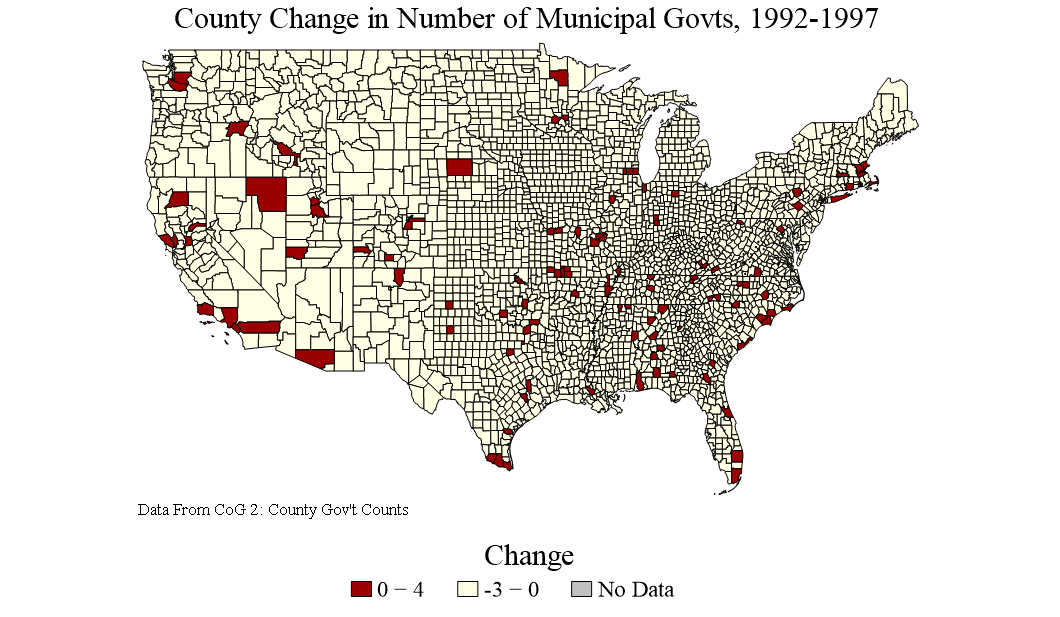 County Change in Number of Municipal Govts, 1992-1997
Data From CoG 2: County Gov't Counts
Change
0 − 4
-3 − 0
No Data